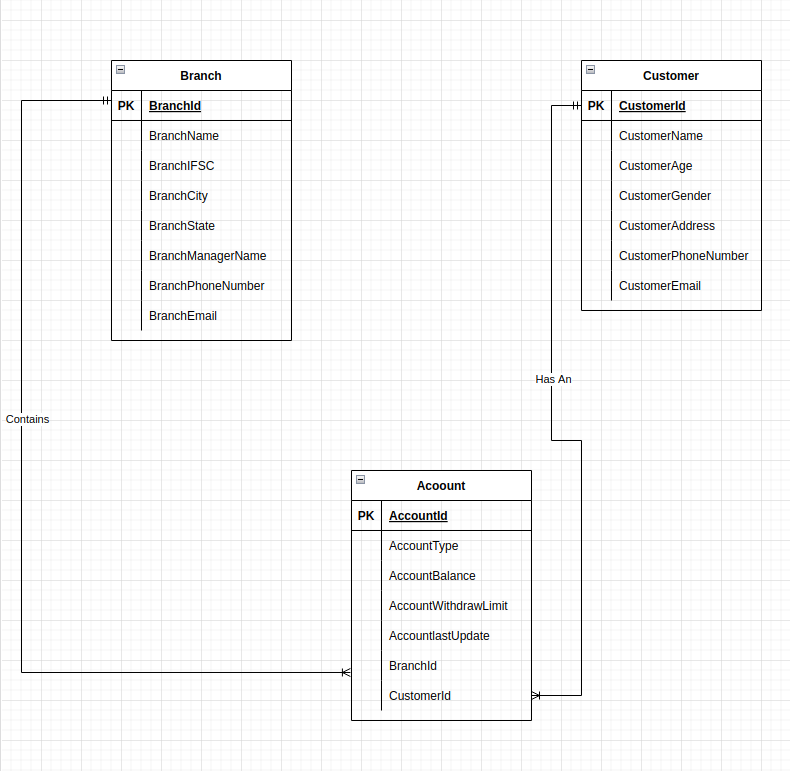 Branch
PK BranchId
BranchName
BranchIFSC
BranchCity
BranchState
BranchManagerName
BranchPhoneNumber
BranchEmail
Customer
PK CustomerId
CustomerName
CustomerAge
CustomerGender
CustomerAddress
CustomerPhoneNumber
CustomerEmail
Has An
Contains
Acoount
PK AccountId
AccountType
AccountBalance
AccountWithdrawLimit
AccountlastUpdate
BranchId
CustomerId